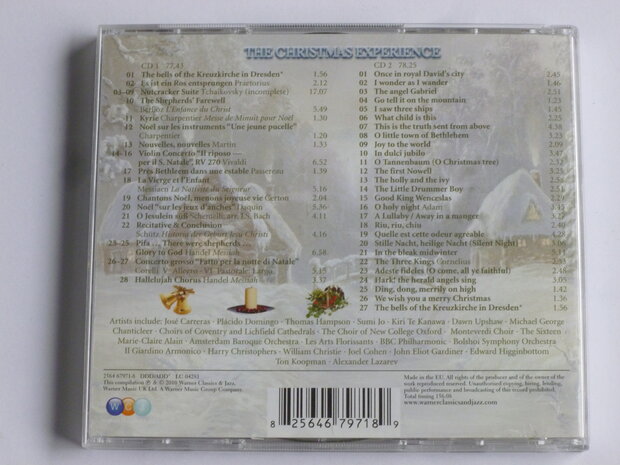 THE CHRISTMAS EXPERIENCE
CD 1 77.43
01 The bells of the Kreuzkirche in Dresden* 1.56
02 Es ist ein Ros entsprungen Praetorius 2.12
03–09 Nutcracker Suite Tchaikovsky (incomplete) 17.07
10 The Shepherds' Farewell
Berlioz L'Enfance du Christ 5.49
11 Kyrie Charpentier Messe de Minuit pour Noël 1.30
12 Noël sur les instruments "Une jeune pucelle"
Charpentier 1.20
13 Nouvelles, nouvelles Martin 1.33
14–16 Violin Concerto "Il riposo —
per il S. Natale", RV 270 Vivaldi 6.52
17 Près Bethleem dans une estable Passereau 1.39
18 La Vierge et l'Enfant
Messiaen La Nativité du Seigneur 5.16
19 Chantons Noël, menons joyeuse vie Certon 2.04
20 Noël "sur les jeux d'anches" Daquin 5.36
21 O Jesulein süß Schemelli, arr. J.S. Bach 4.11
22 Recitative & Conclusion
Schütz Historia der Geburt Jesu Christi 4.16
23–25 Pifa ... There were shepherds ...
Glory to God Handel Messiah 6.58
26–27 Concerto grosso "Fatto per la notte di Natale"
Corelli V. Allegro – VI. Pastorale: Largo 5.15
28 Hallelujah Chorus Handel Messiah 3.37
CD 2 78.25
01 Once in royal David's city 2.45
02 I wonder as I wander 1.46
03 The angel Gabriel 2.31
04 Go tell it on the mountain 1.23
05 I saw three ships 1.45
06 What child is this 3.02
07 This is the truth sent from above 4.38
08 O little town of Bethlehem 4.24
09 Joy to the world 2.29
10 In dulci jubilo 3.17
11 O Tannenbaum (O Christmas tree) 2.33
12 The first Nowell 3.27
13 The holly and the ivy 2.31
14 The Little Drummer Boy 2.51
15 Good King Wenceslas 2.39
16 O holy night Adam 3.31
17 A Lullaby / Away in a manger 3.39
18 Riu, riu, chiu 2.10
19 Quelle est cette odeur agreable 4.28
20 Stille Nacht, heilige Nacht (Silent Night) 3.06
21 In the bleak midwinter 3.51
22 The Three Kings Cornelius 2.32
23 Adeste fideles (O come, all ye faithful) 3.48
24 Hark! the herald angels sing 3.05
25 Ding, dong, merrily on high 1.42
26 We wish you a merry Christmas 1.36
27 The bells of the Kreuzkirche in Dresden* 1.56
Artists include: José Carreras · Plácido Domingo · Thomas Hampson · Sumi Jo · Kiri Te Kanawa · Dawn Upshaw · Michael George
Chanticleer · Choirs of Coventry and Lichfield Cathedrals · The Choir of New College Oxford · Monteverdi Choir · The Sixteen
Marie-Claire Alain · Amsterdam Baroque Orchestra · Les Arts Florissants · BBC Philharmonic · Bolshoi Symphony Orchestra
Il Giardino Armonico · Harry Christophers · William Christie · Joel Cohen · John Eliot Gardiner · Edward Higginbottom
Ton Koopman · Alexander Lazarev
2564 67971-8 DDD/ADD* EU 04281
This compilation ℗ & © 2010 Warner Classics & Jazz,
Warner Music UK Ltd. A Warner Music Group Company.
Made in the EU. All rights of the producer and of the owner of the
work reproduced reserved. Unauthorised copying, hiring, lending,
public performance and broadcasting of this record prohibited.
Total timing 156.08
www.warnerclassicsandjazz.com
8 25646 79718 9